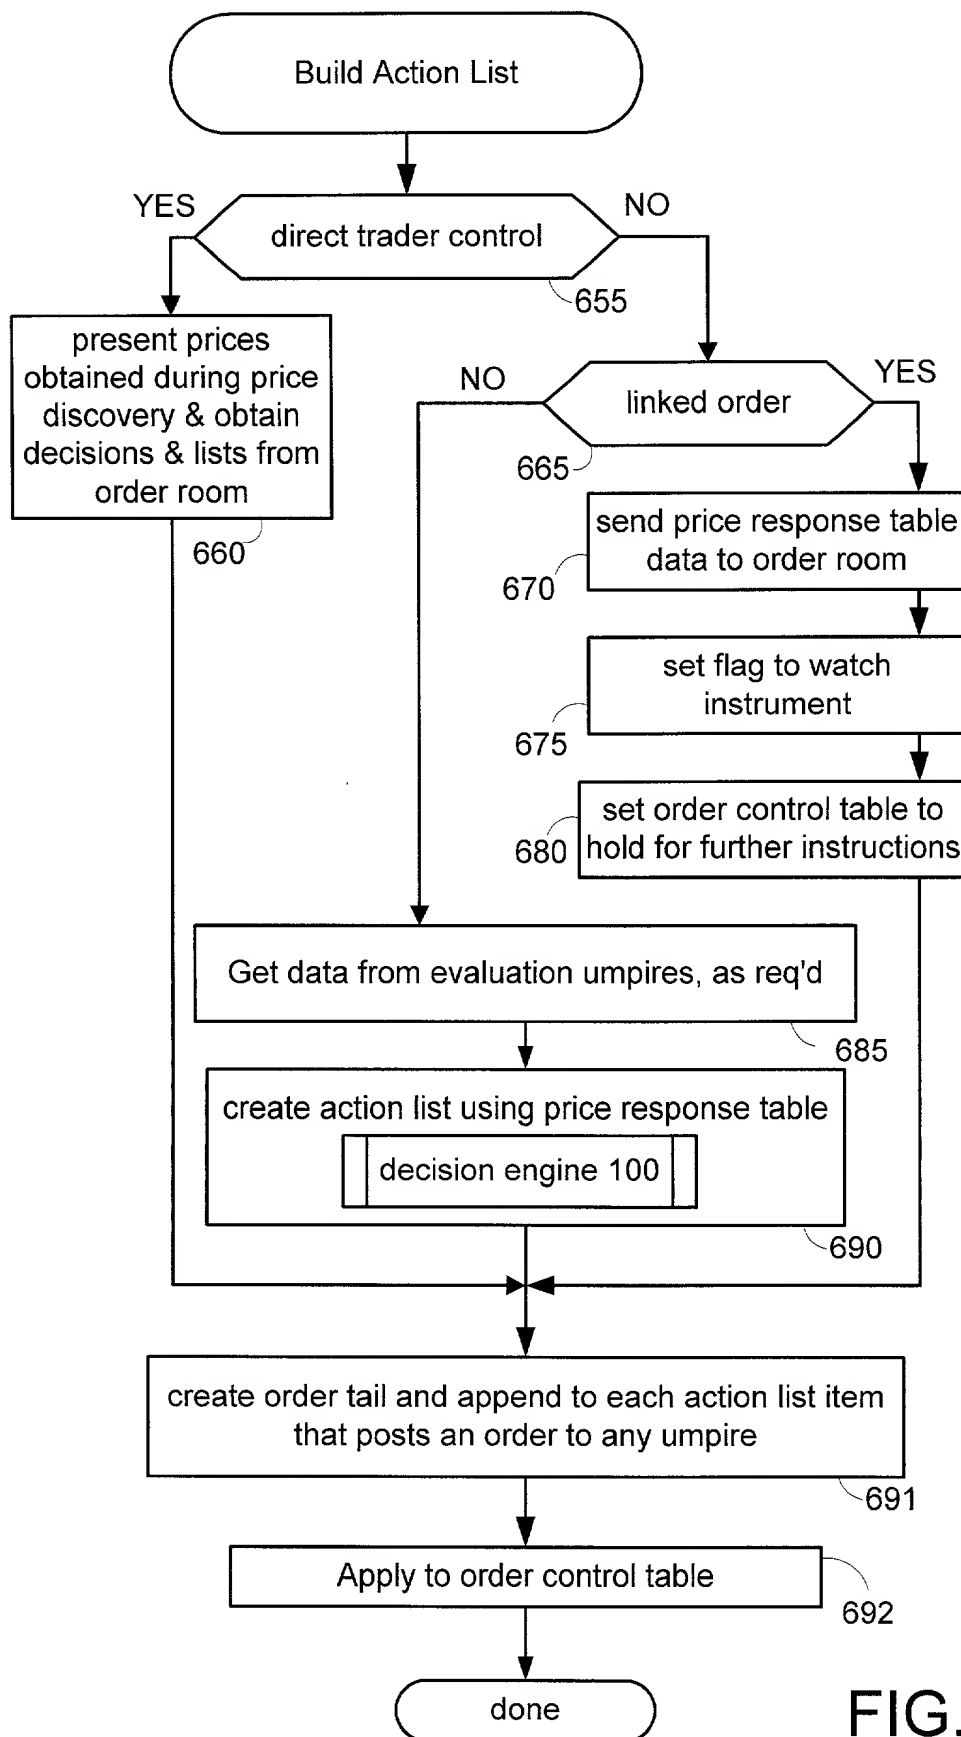 Build Action List
YES
NO
direct trader control
655
present prices
obtained during price
discovery & obtain
decisions & lists from
order room
660
NO
YES
linked order
665
send price response table
data to order room
670
set flag to watch
instrument
675
set order control table to
hold for further instructions
680
Get data from evaluation umpires, as req'd
685
create action list using price response table
decision engine 100
690
create order tail and append to each action list item
that posts an order to any umpire
691
Apply to order control table
692
done
FIG.